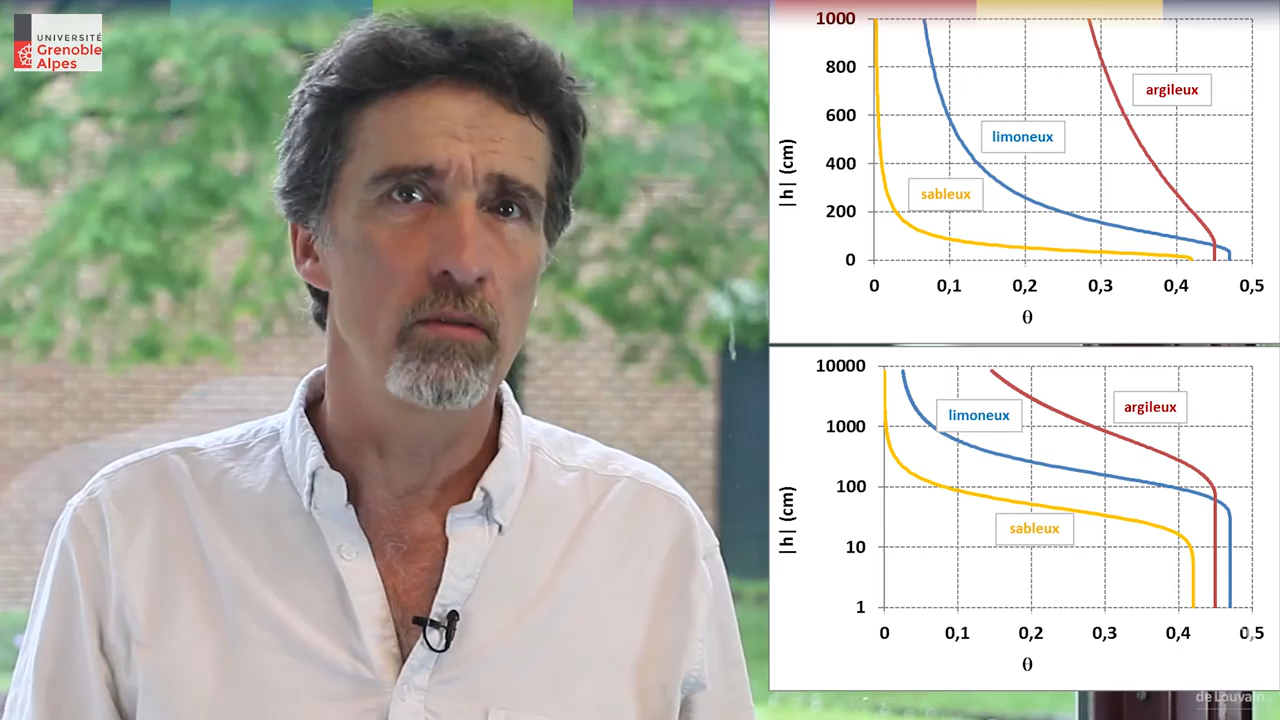 UNIVERSITÉ
Grenoble
Alpes
1000
800
600
400
200
0
|h| (cm)
argileux
limoneux
sableux
0 0,1 0,2 0,3 0,4 0,5
θ
10000
1000
100
10
1
|h| (cm)
limoneux
argileux
sableux
0 0,1 0,2 0,3 0,4 0,5
θ
de Louvain